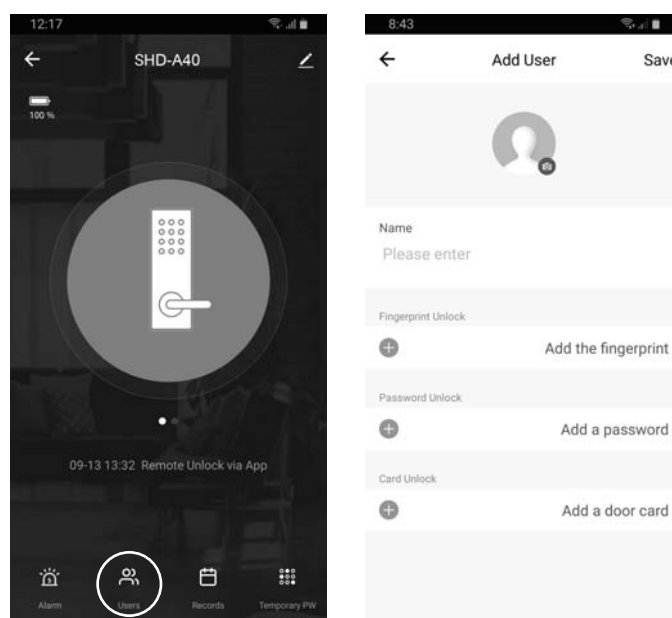 12:17
SHD-A40
100 %
09-13 13:32 Remote Unlock via App
Alarm
Users
Records
Temporary PW
8:43
Add User
Save
Name
Please enter
Fingerprint Unlock
Add the fingerprint
Password Unlock
Add a password
Card Unlock
Add a door card